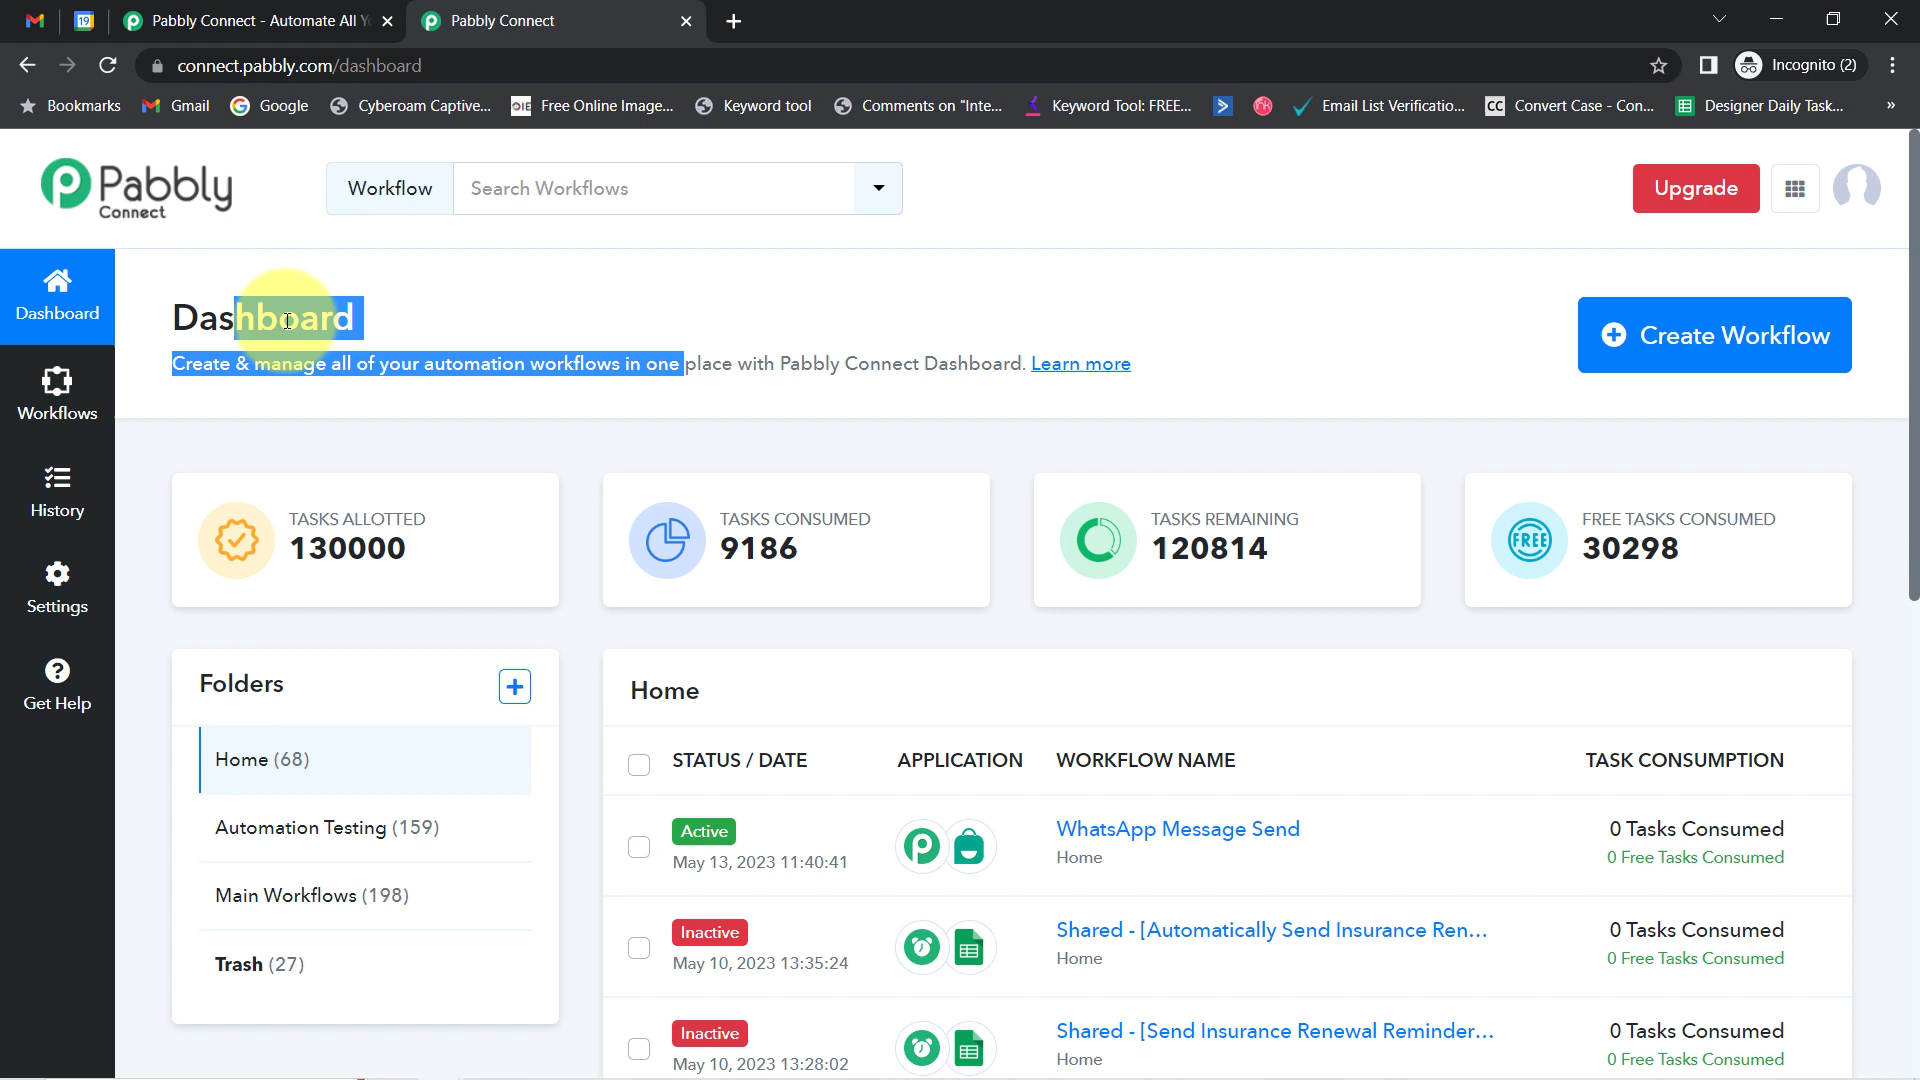 19
Pabbly Connect - Automate All Y
Pabbly Connect
connect.pabbly.com/dashboard
Incognito (2)
Bookmarks
Gmail
Google
Cyberoam Captive...
OIE
Free Online Image...
Keyword tool
Comments on "Inte...
Keyword Tool: FREE...
Email List Verificatio...
CC
Convert Case - Con...
Designer Daily Task...
»
Pabbly
Connect
Workflow
Search Workflows
Upgrade
Dashboard
Workflows
History
Settings
Get Help
Dashboard
Create & manage all of your automation workflows in one place with Pabbly Connect Dashboard. Learn more
Create Workflow
TASKS ALLOTTED
130000
TASKS CONSUMED
9186
TASKS REMAINING
120814
FREE
FREE TASKS CONSUMED
30298
Folders
Home (68)
Automation Testing (159)
Main Workflows (198)
Trash (27)
Home
STATUS / DATE APPLICATION WORKFLOW NAME TASK CONSUMPTION
Active
May 13, 2023 11:40:41
WhatsApp Message Send
Home
0 Tasks Consumed
0 Free Tasks Consumed
Inactive
May 10, 2023 13:35:24
Shared - [Automatically Send Insurance Ren...
Home
0 Tasks Consumed
0 Free Tasks Consumed
Inactive
May 10, 2023 13:28:02
Shared - [Send Insurance Renewal Reminder...
Home
0 Tasks Consumed
0 Free Tasks Consumed